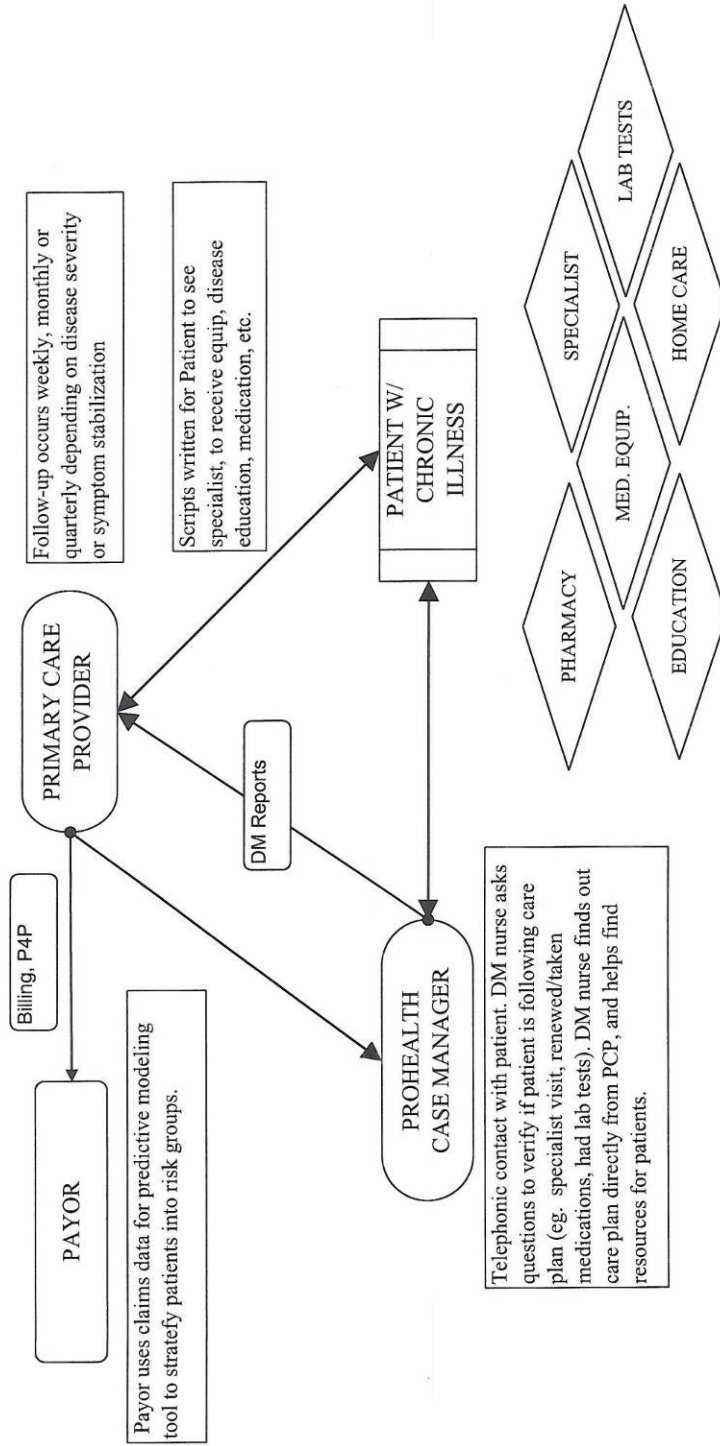 PAYOR
Billing, P4P
PRIMARY CARE
PROVIDER
Follow-up occurs weekly, monthly or
quarterly depending on disease severity
or symptom stabilization
Payor uses claims data for predictive modeling
tool to stratefy patients into risk groups.
DM Reports
Scripts written for Patient to see
specialist, to receive equip, disease
education, medication, etc.
PROHEALTH
CASE MANAGER
PATIENT W/
CHRONIC
ILLNESS
Telephonic contact with patient. DM nurse asks
questions to verify if patient is following care
plan (eg. specialist visit, renewed/taken
medications, had lab tests). DM nurse finds out
care plan directly from PCP, and helps find
resources for patients.
PHARMACY
SPECIALIST
MED. EQUIP.
LAB TESTS
EDUCATION
HOME CARE